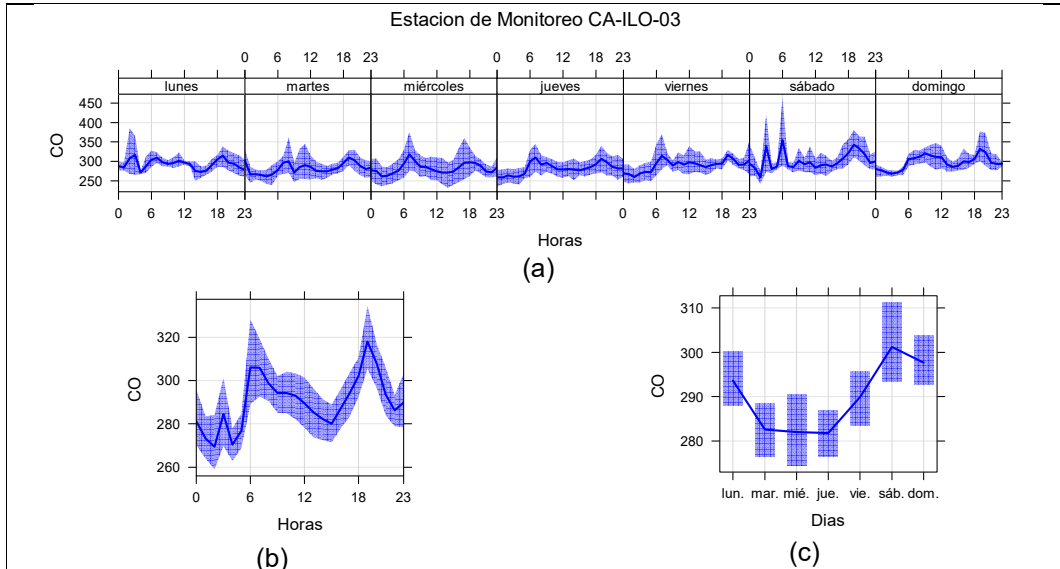 Estacion de Monitoreo CA-ILO-03
0 6 12 18 23 0 6 12 18 23 0 6 12 18 23
lunes martes miércoles jueves viernes sábado domingo
CO
450
400
350
300
250
0 6 12 18 23 0 6 12 18 23 0 6 12 18 23 0 6 12 18 23
Horas
(a)
CO
320
300
280
260
0 6 12 18 23
Horas
(b)
CO
310
300
290
280
lun. mar. mié. jue. vie. sáb. dom.
Dias
(c)